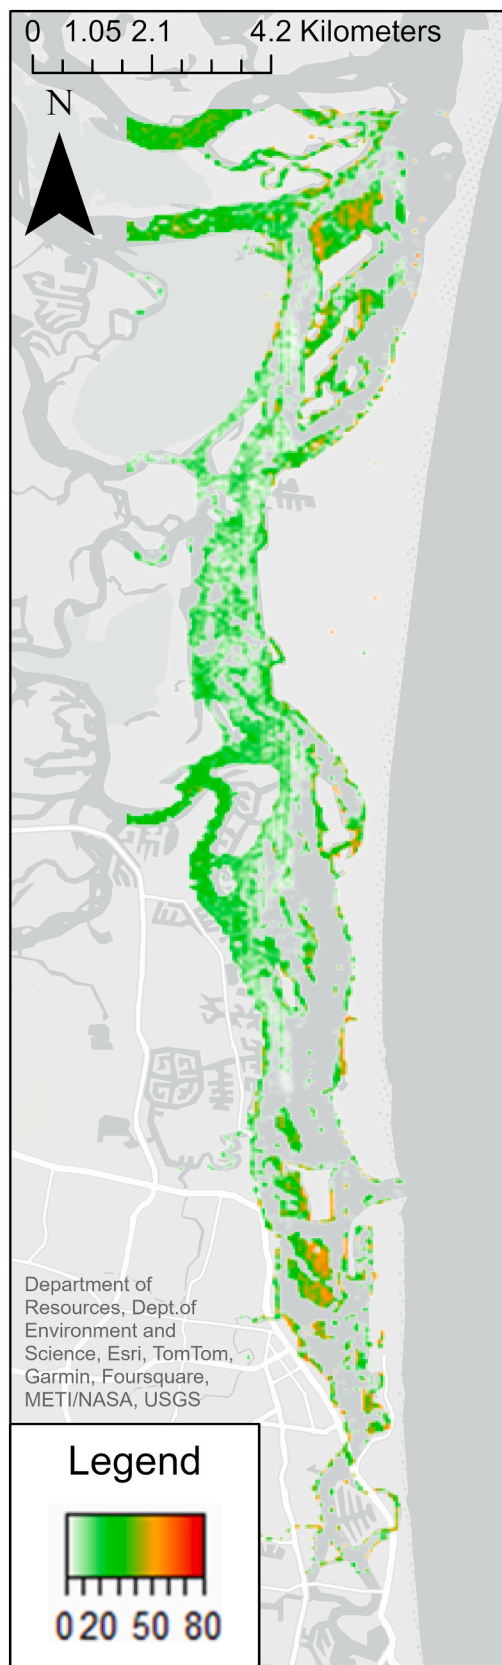 0 1.05 2.1 4.2 Kilometers
N
Department of
Resources, Dept.of
Environment and
Science, Esri, TomTom,
Garmin, Foursquare,
METI/NASA, USGS
Legend
0 20 50 80